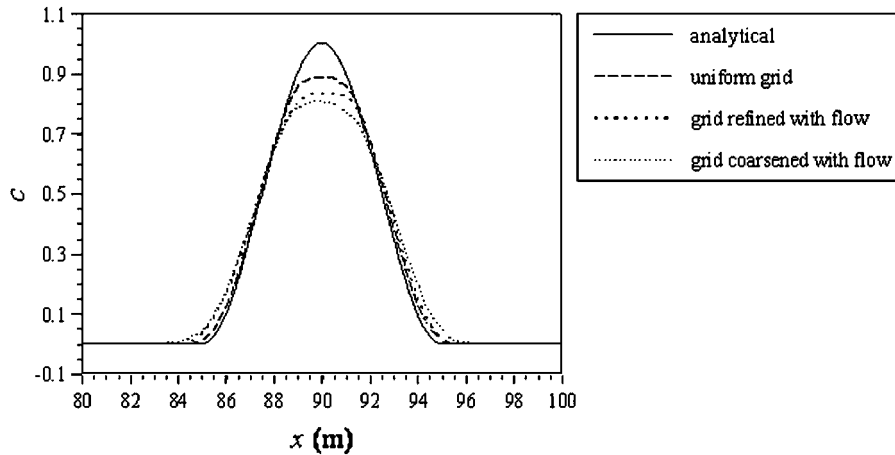 1.1
0.9
0.7
0.5
0.3
0.1
-0.1
c
80 82 84 86 88 90 92 94 96 98 100
x (m)
analytical
uniform grid
grid refined with flow
grid coarsened with flow